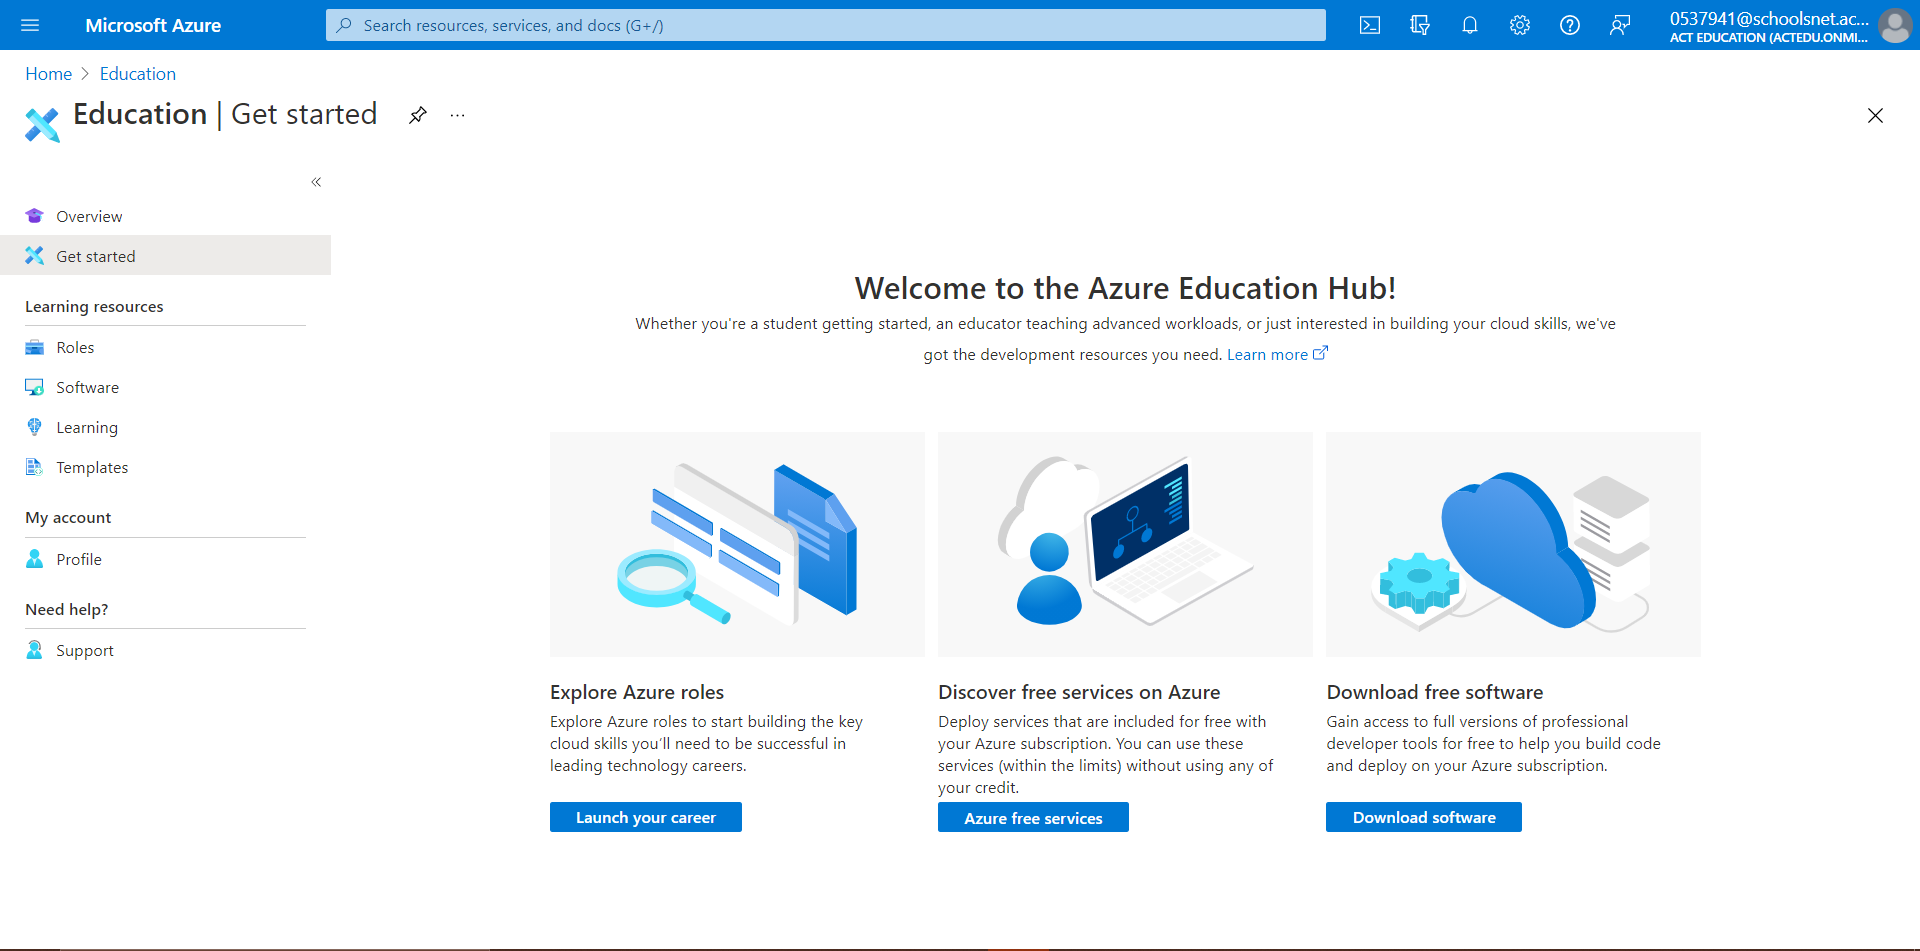 Microsoft Azure
Search resources, services, and docs (G+/)
0537941@schoolsnet.ac...
ACT EDUCATION (ACTEDU.ONMI...
Home > Education
Education | Get started
...
«
Overview
Get started
Learning resources
Roles
Software
Learning
Templates
My account
Profile
Need help?
Support
Welcome to the Azure Education Hub!
Whether you're a student getting started, an educator teaching advanced workloads, or just interested in building your cloud skills, we've
got the development resources you need. Learn more
Explore Azure roles
Explore Azure roles to start building the key
cloud skills you’ll need to be successful in
leading technology careers.
Launch your career
Discover free services on Azure
Deploy services that are included for free with
your Azure subscription. You can use these
services (within the limits) without using any of
your credit.
Azure free services
Download free software
Gain access to full versions of professional
developer tools for free to help you build code
and deploy on your Azure subscription.
Download software